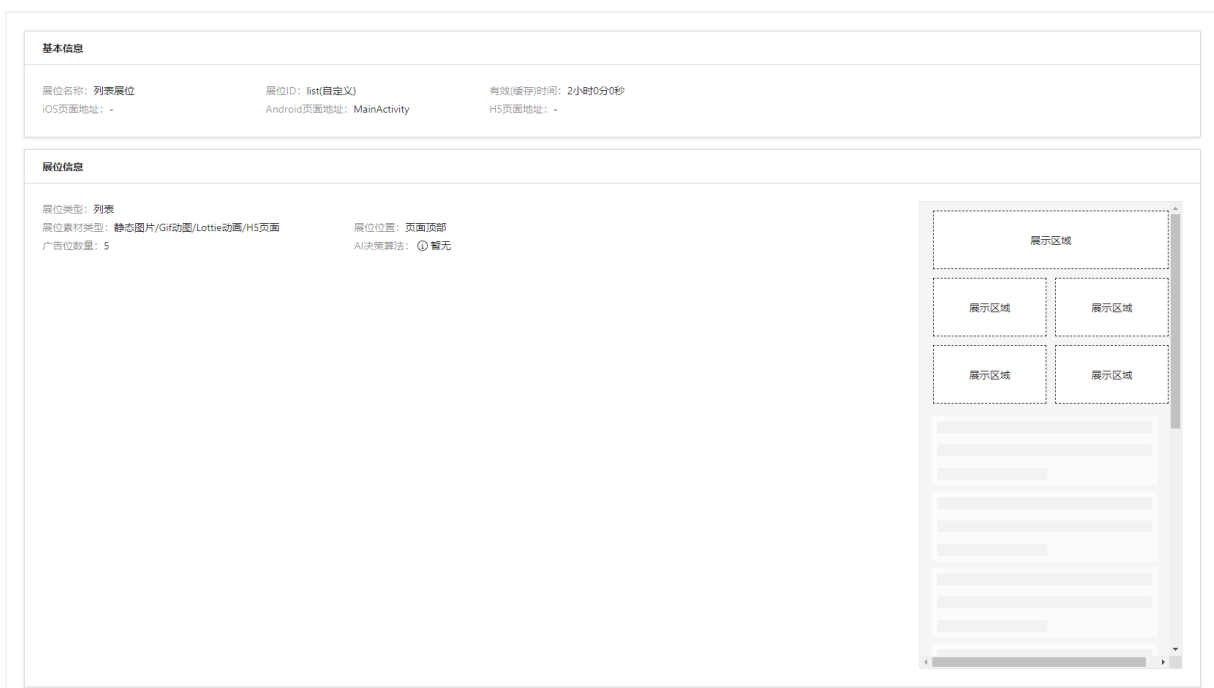 基本信息
展位名称：列表展位 展位ID：list(自定义) 有效(缓存)时间：2小时0分0秒
iOS页面地址：- Android页面地址：MainActivity H5页面地址：-
展位信息
展位类型：列表
展位素材类型：静态图片/Gif动图/Lottie动画/H5页面 展位位置：页面顶部
广告位数量：5 AI决策算法：ⓘ暂无
展示区域
展示区域 展示区域
展示区域 展示区域